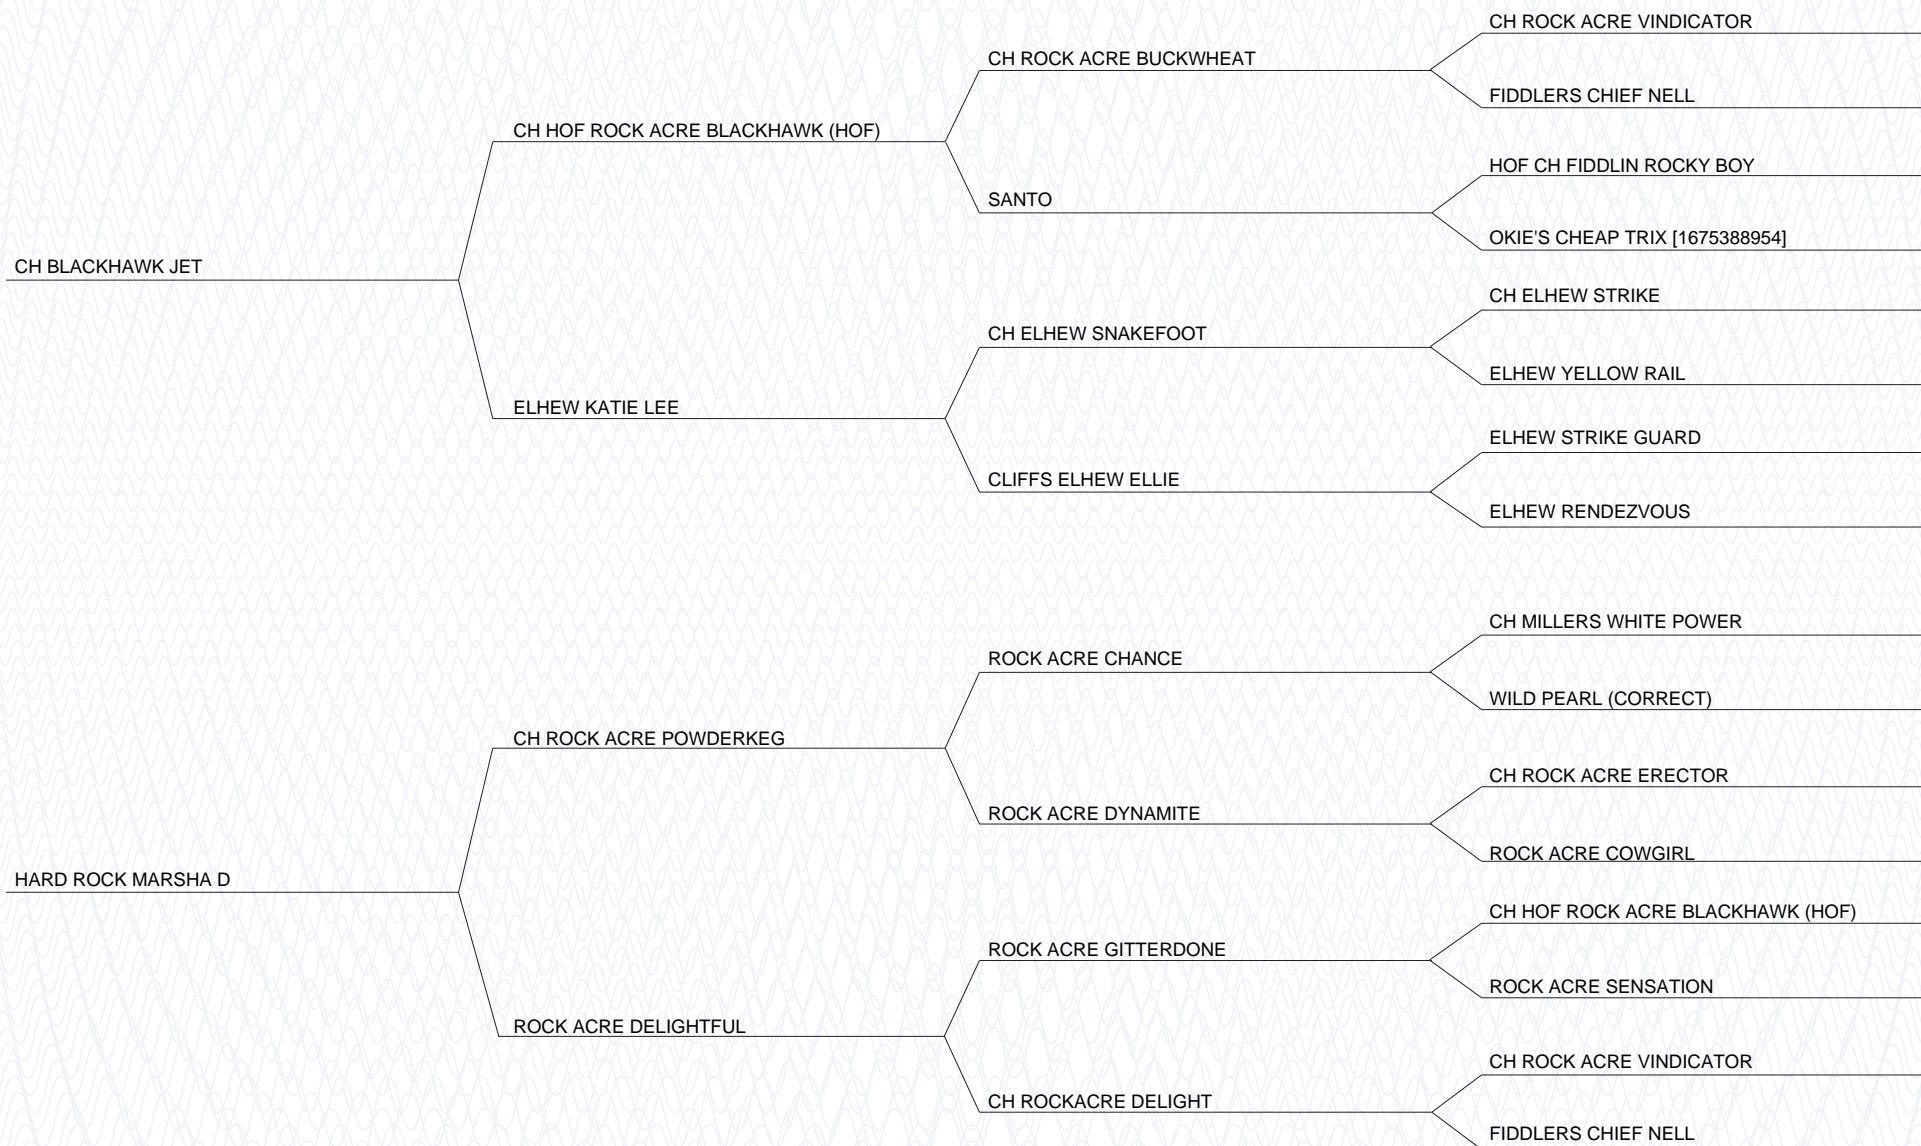 CH ROCK ACRE VINDICATOR
CH ROCK ACRE BUCKWHEAT
FIDDLERS CHIEF NELL
CH HOF ROCK ACRE BLACKHAWK (HOF)
HOF CH FIDDLIN ROCKY BOY
SANTO
OKIE'S CHEAP TRIX [1675388954]
CH BLACKHAWK JET
CH ELHEW STRIKE
CH ELHEW SNAKEFOOT
ELHEW YELLOW RAIL
ELHEW KATIE LEE
ELHEW STRIKE GUARD
CLIFFS ELHEW ELLIE
ELHEW RENDEZVOUS
CH MILLERS WHITE POWER
ROCK ACRE CHANCE
WILD PEARL (CORRECT)
CH ROCK ACRE POWDERKEG
CH ROCK ACRE ERECTOR
ROCK ACRE DYNAMITE
ROCK ACRE COWGIRL
HARD ROCK MARSHA D
CH HOF ROCK ACRE BLACKHAWK (HOF)
ROCK ACRE GITTERDONE
ROCK ACRE SENSATION
ROCK ACRE DELIGHTFUL
CH ROCK ACRE VINDICATOR
CH ROCKACRE DELIGHT
FIDDLERS CHIEF NELL